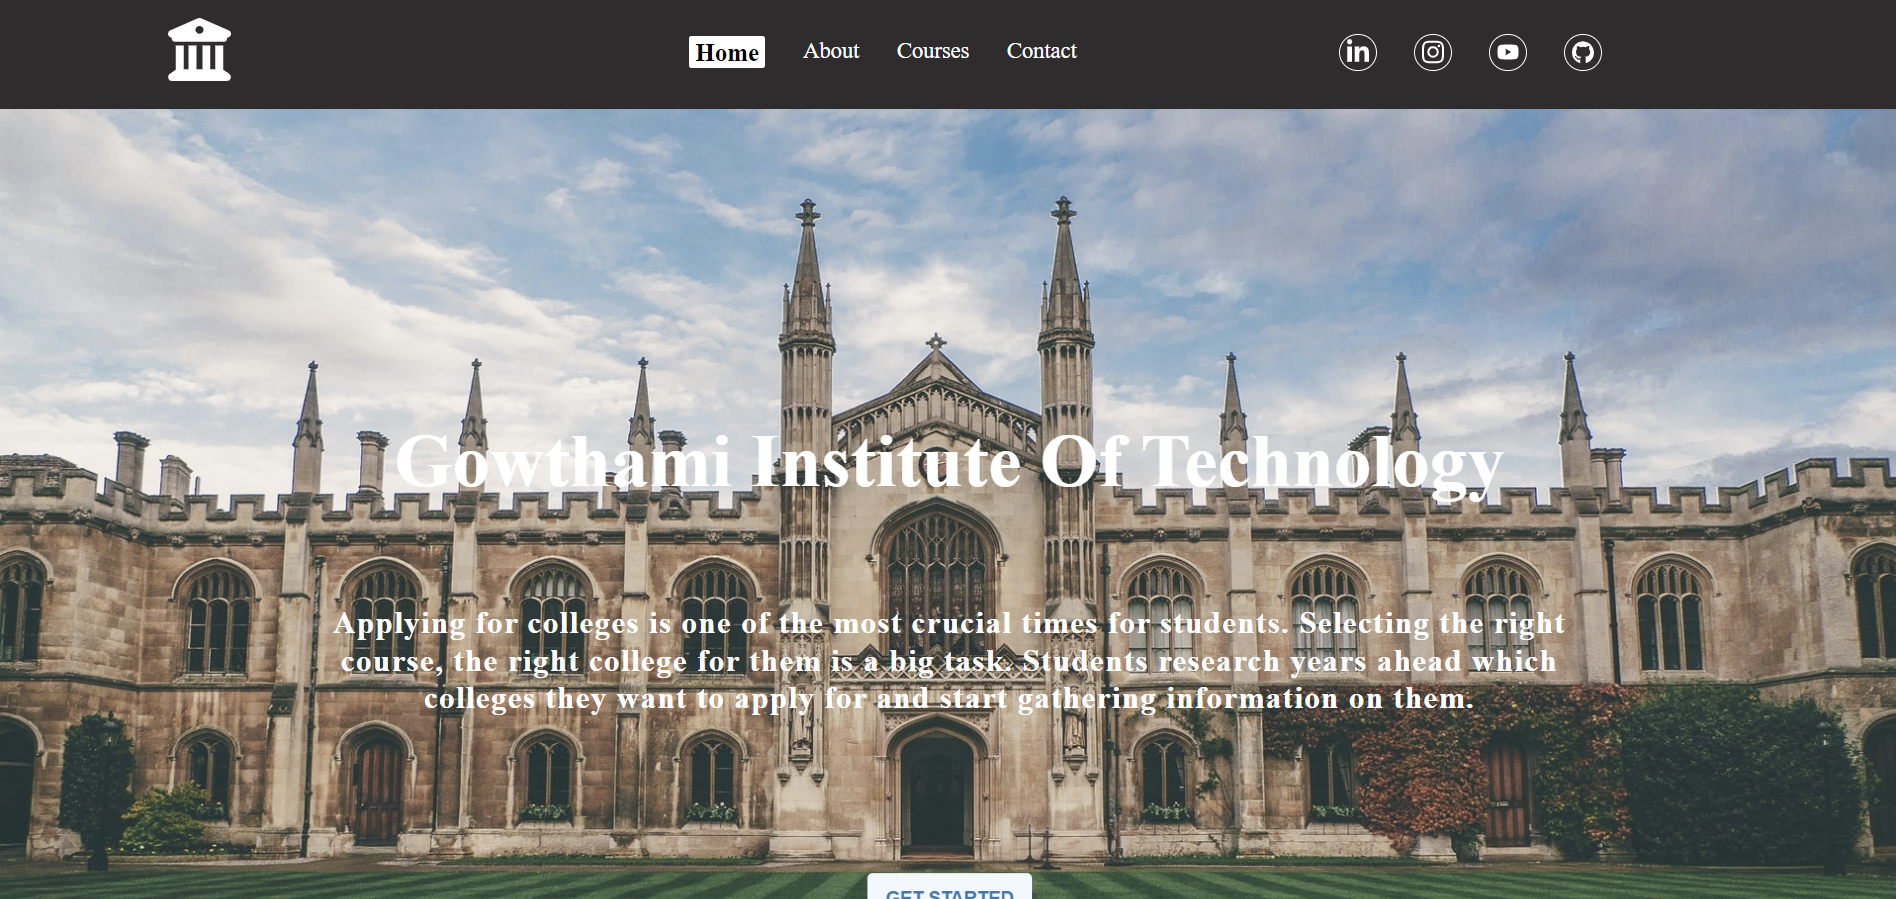 Home About Courses Contact
Gowthami Institute Of Technology
Applying for colleges is one of the most crucial times for students. Selecting the right
course, the right college for them is a big task. Students research years ahead which
colleges they want to apply for and start gathering information on them.
GET STARTED